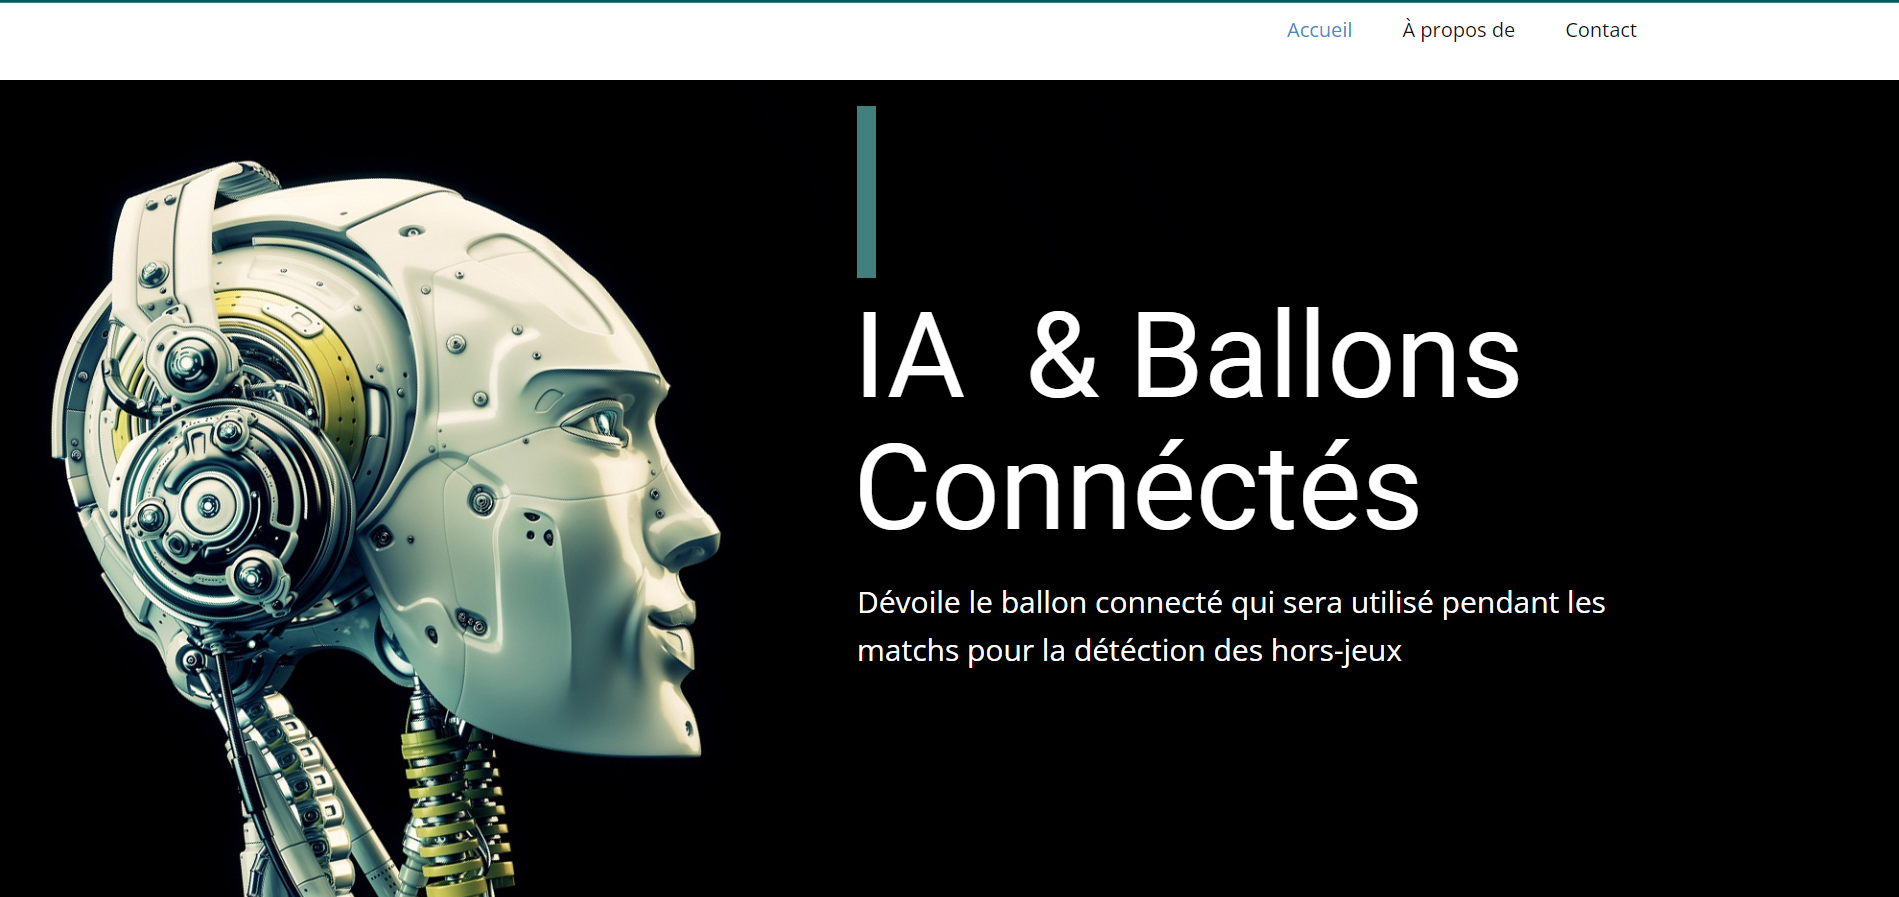 Accueil À propos de Contact
IA & Ballons
Connéctés
Dévoile le ballon connecté qui sera utilisé pendant les
matchs pour la détéction des hors-jeux